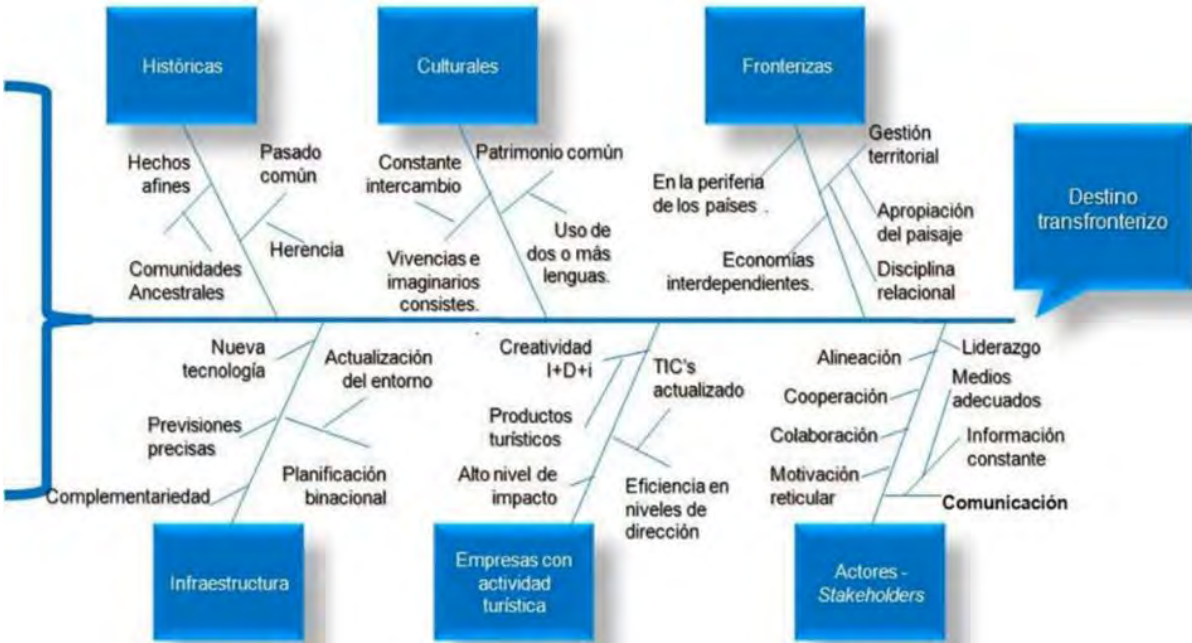 Históricas
Culturales
Fronterizas
Hechos
afines
Pasado
común
Comunidades
Ancestrales
Herencia
Constante
intercambio
Patrimonio común
Vivencias e
imaginarios
consistes.
Uso de
dos o más
lenguas.
En la periferia
de los países .
Gestión
territorial
Apropiación
del paisaje
Economías
interdependientes.
Disciplina
relacional
Destino
transfronterizo
Nueva
tecnología
Actualización
del entorno
Previsiones
precisas
Planificación
binacional
Complementariedad
Creatividad
I+D+i
TIC's
actualizado
Productos
turísticos
Alto nivel de
impacto
Eficiencia en
niveles de
dirección
Alineación
Liderazgo
Cooperación
Medios
adecuados
Colaboración
Información
constante
Motivación
reticular
Comunicación
Infraestructura
Empresas con
actividad
turística
Actores -
Stakeholders